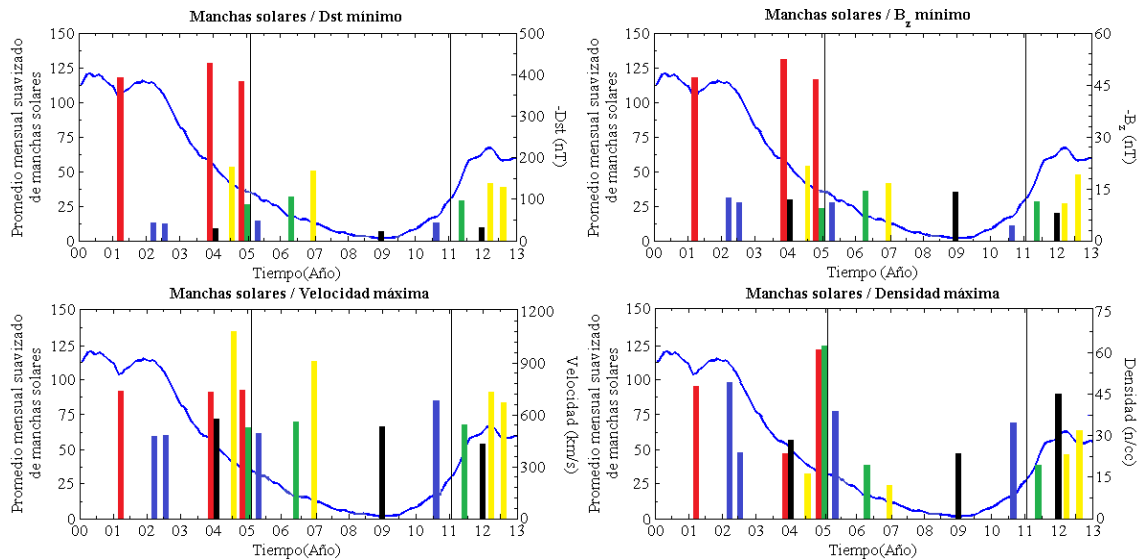 Manchas solares / Dst mínimo
Promedio mensual suavizado
de manchas solares
150
125
100
75
50
25
0
500
400
300
200
100
0
-Dst (nT)
00 01 02 03 04 05 06 07 08 09 10 11 12 13
Tiempo(Año)
Manchas solares / Bz mínimo
Promedio mensual suavizado
de manchas solares
150
125
100
75
50
25
0
60
45
30
15
0
-Bz (nT)
00 01 02 03 04 05 06 07 08 09 10 11 12 13
Tiempo(Año)
Manchas solares / Velocidad máxima
Promedio mensual suavizado
de manchas solares
150
125
100
75
50
25
0
1200
900
600
300
0
Velocidad (km/s)
00 01 02 03 04 05 06 07 08 09 10 11 12 13
Tiempo(Año)
Manchas solares / Densidad máxima
Promedio mensual suavizado
de manchas solares
150
125
100
75
50
25
0
75
60
45
30
15
0
Densidad (n/cc)
00 01 02 03 04 05 06 07 08 09 10 11 12 13
Tiempo(Año)